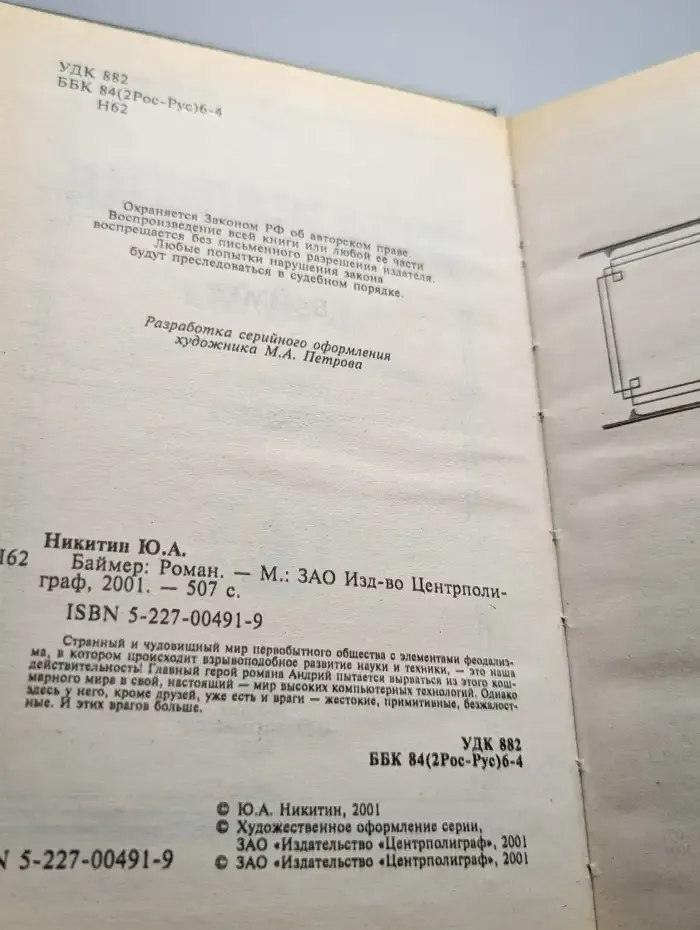 УДК 882
ББК 84(2Рос-Рус)6-4
Н62
Охраняется Законом РФ об авторском праве.
Воспроизведение всей книги или любой ее части
воспрещается без письменного разрешения издателя.
Любые попытки нарушения закона
будут преследоваться в судебном порядке.
Разработка серийного оформления
художника М.А. Петрова
Никитин Ю.А.
Н62 Баймер: Роман. — М.: ЗАО Изд-во Центрполи-
граф, 2001. — 507 с.
ISBN 5-227-00491-9
Странный и чудовищный мир первобытного общества с элементами феодализ-
ма, в котором происходит взрывоподобное развитие науки и техники, — это наша
действительность! Главный герой романа Андрий пытается вырваться из этого кош-
марного мира в свой, настоящий — мир высоких компьютерных технологий. Однако
здесь у него, кроме друзей, уже есть и враги — жестокие, примитивные, безжалост-
ные. И этих врагов больше.
УДК 882
ББК 84(2Рос-Рус)6-4
© Ю.А. Никитин, 2001
© Художественное оформление серии,
ЗАО «Издательство «Центрполиграф», 2001
N 5-227-00491-9 © ЗАО «Издательство «Центрполиграф», 2001